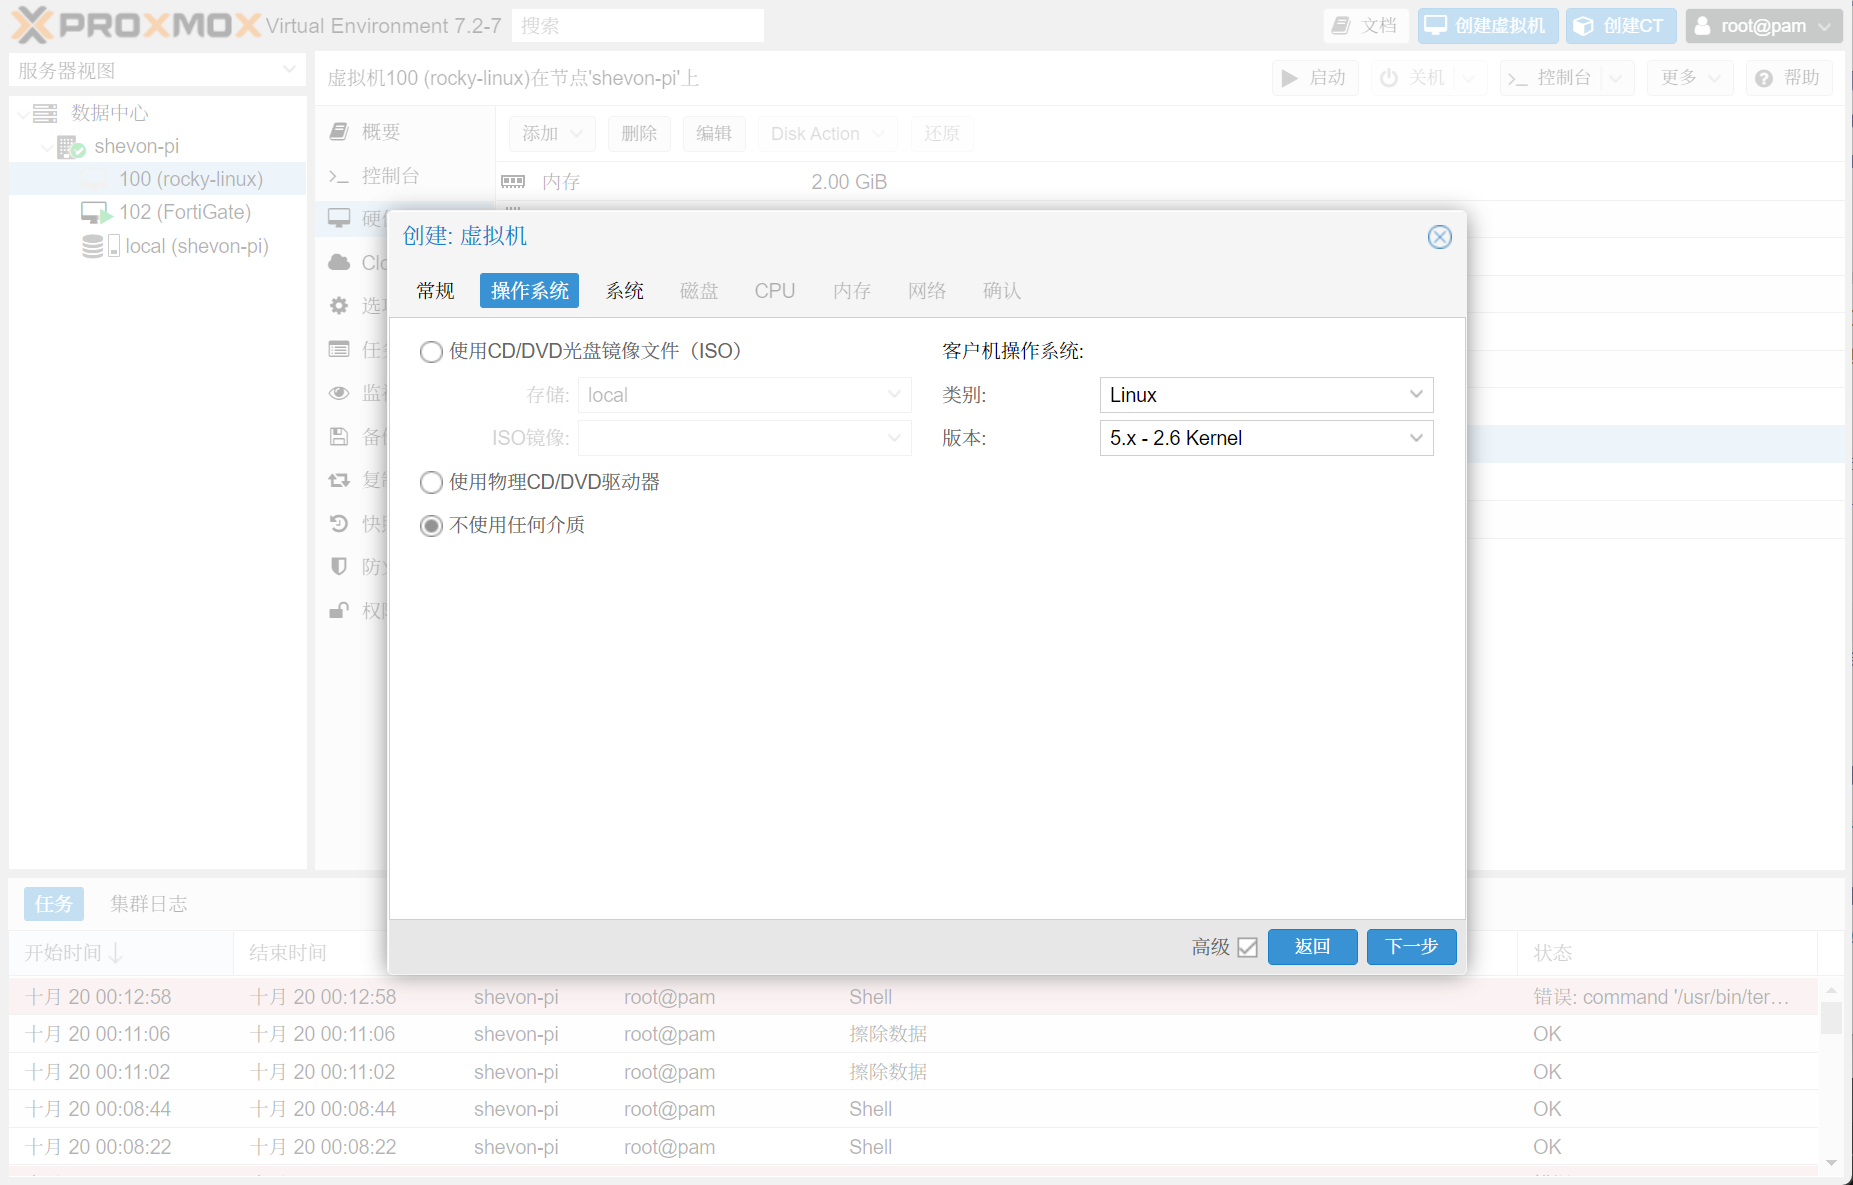 PROXMOX Virtual Environment 7.2-7 搜索 文档 创建虚拟机 创建CT root@pam
服务器视图
虚拟机100 (rocky-linux)在节点'shevon-pi'上 启动 关机 控制台 更多 帮助
数据中心
shevon-pi
100 (rocky-linux)
102 (FortiGate)
local (shevon-pi)
概要
控制台
添加 删除 编辑 Disk Action 还原
内存 2.00 GiB
创建: 虚拟机
常规 操作系统 系统 磁盘 CPU 内存 网络 确认
使用CD/DVD光盘镜像文件（ISO）
存储: local
ISO镜像:
使用物理CD/DVD驱动器
不使用任何介质
客户机操作系统:
类别: Linux
版本: 5.x - 2.6 Kernel
高级 返回 下一步
任务 集群日志
开始时间 结束时间 状态
十月 20 00:12:58 十月 20 00:12:58 shevon-pi root@pam Shell 错误: command '/usr/bin/ter...
十月 20 00:11:06 十月 20 00:11:06 shevon-pi root@pam 擦除数据 OK
十月 20 00:11:02 十月 20 00:11:02 shevon-pi root@pam 擦除数据 OK
十月 20 00:08:44 十月 20 00:08:44 shevon-pi root@pam Shell OK
十月 20 00:08:22 十月 20 00:08:22 shevon-pi root@pam Shell OK